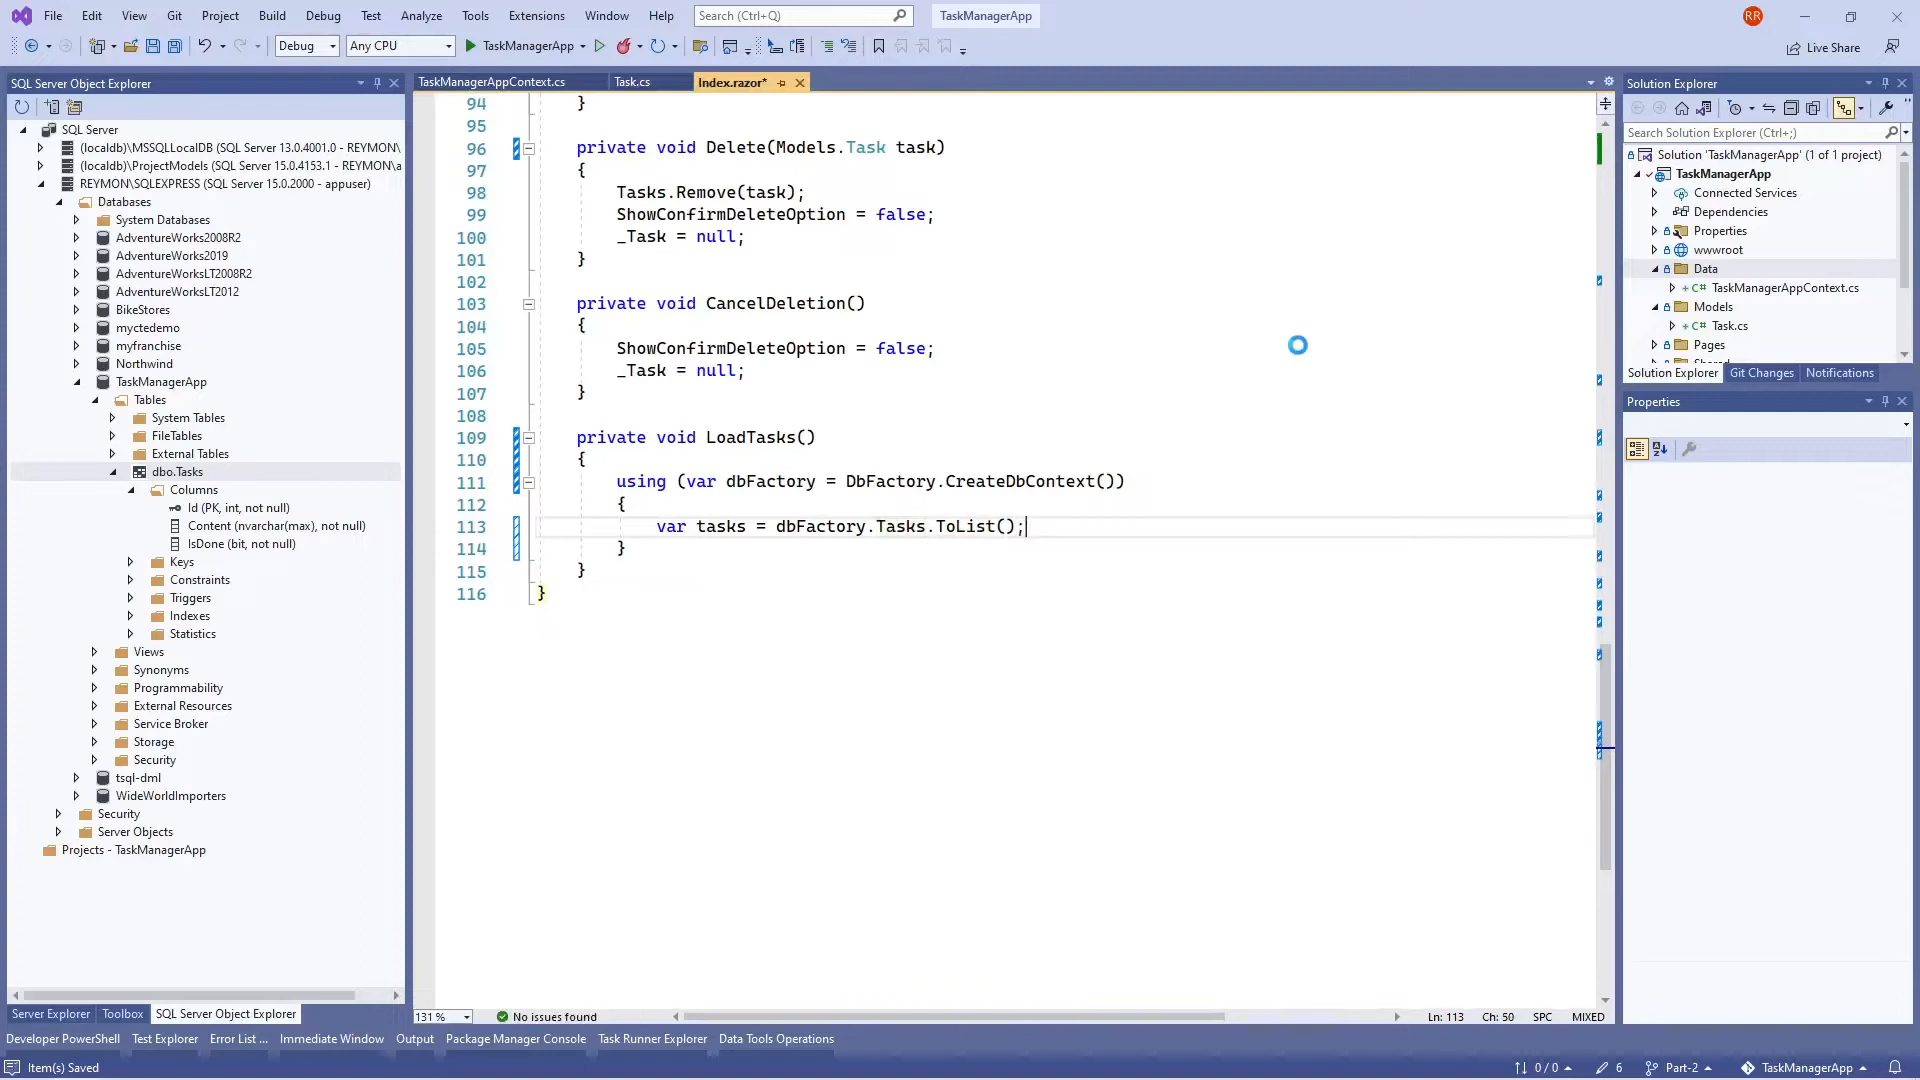 File Edit View Git Project Build Debug Test Analyze Tools Extensions Window Help Search (Ctrl+Q) TaskManagerApp RR
Debug Any CPU TaskManagerApp Live Share
SQL Server Object Explorer
SQL Server
(localdb)\MSSQLLocalDB (SQL Server 13.0.4001.0 - REYMON\
(localdb)\ProjectModels (SQL Server 15.0.4153.1 - REYMON\a
REYMON\SQLEXPRESS (SQL Server 15.0.2000 - appuser)
Databases
System Databases
AdventureWorks2008R2
AdventureWorks2019
AdventureWorksLT2008R2
AdventureWorksLT2012
BikeStores
myctedemo
myfranchise
Northwind
TaskManagerApp
Tables
System Tables
FileTables
External Tables
dbo.Tasks
Columns
Id (PK, int, not null)
Content (nvarchar(max), not null)
IsDone (bit, not null)
Keys
Constraints
Triggers
Indexes
Statistics
Views
Synonyms
Programmability
External Resources
Service Broker
Storage
Security
tsql-dml
WideWorldImporters
Security
Server Objects
Projects - TaskManagerApp
Server Explorer Toolbox SQL Server Object Explorer
TaskManagerAppContext.cs Task.cs Index.razor*
94 }
95
96 private void Delete(Models.Task task)
97 {
98 Tasks.Remove(task);
99 ShowConfirmDeleteOption = false;
100 _Task = null;
101 }
102
103 private void CancelDeletion()
104 {
105 ShowConfirmDeleteOption = false;
106 _Task = null;
107 }
108
109 private void LoadTasks()
110 {
111 using (var dbFactory = DbFactory.CreateDbContext())
112 {
113 var tasks = dbFactory.Tasks.ToList();
114 }
115 }
116 }
131 % No issues found Ln: 113 Ch: 50 SPC MIXED
Solution Explorer
Search Solution Explorer (Ctrl+;)
Solution 'TaskManagerApp' (1 of 1 project)
TaskManagerApp
Connected Services
Dependencies
Properties
wwwroot
Data
TaskManagerAppContext.cs
Models
Task.cs
Pages
Shared
Solution Explorer Git Changes Notifications
Properties
Developer PowerShell Test Explorer Error List ... Immediate Window Output Package Manager Console Task Runner Explorer Data Tools Operations
Item(s) Saved 0 / 0 6 Part-2 TaskManagerApp